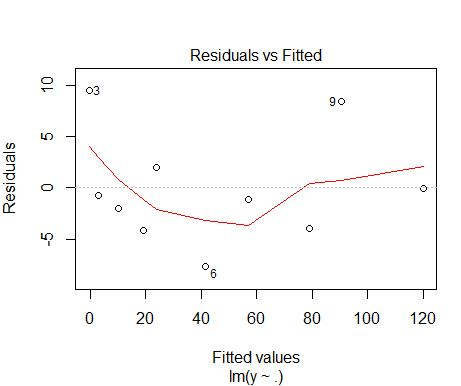 Residuals vs Fitted
Residuals
10
5
0
-5
3
9
6
0 20 40 60 80 100 120
Fitted values
lm(y ~ .)